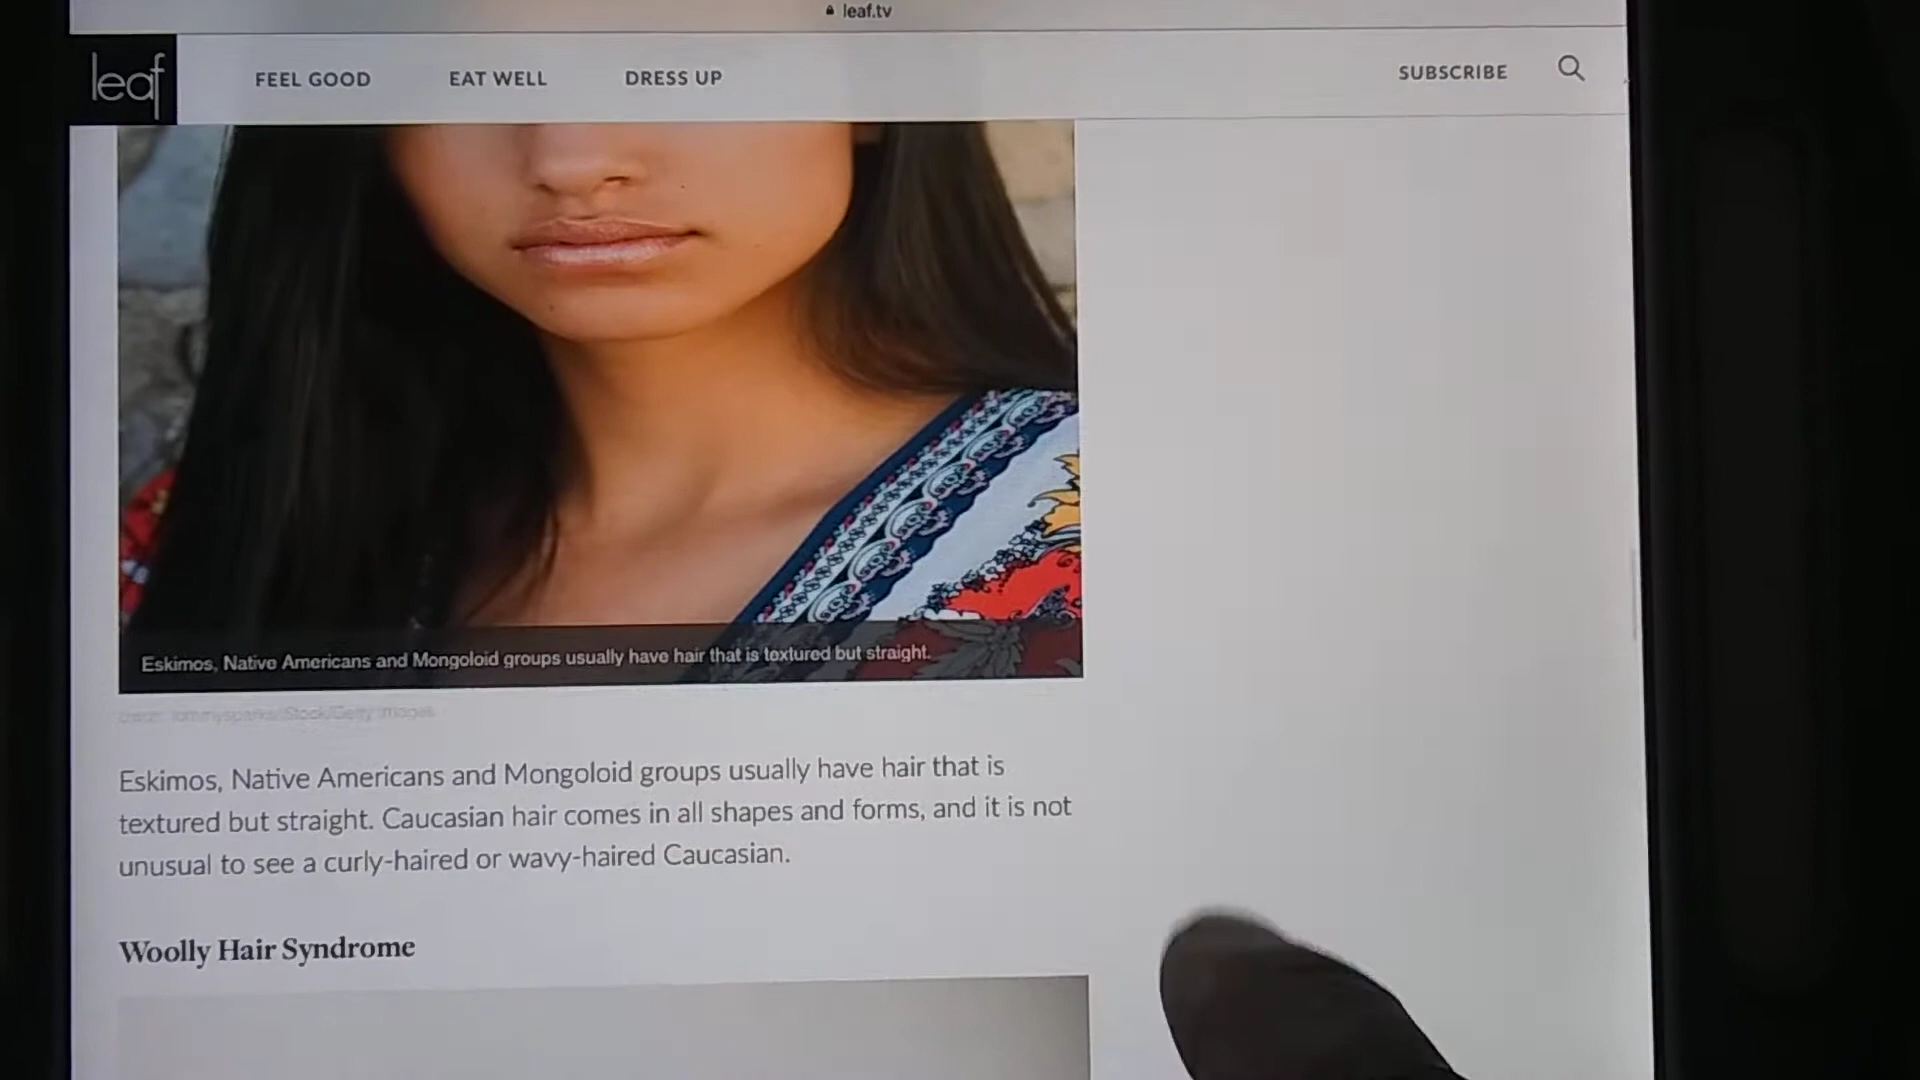 leaf.tv
leaf
FEEL GOOD
EAT WELL
DRESS UP
SUBSCRIBE
Eskimos, Native Americans and Mongoloid groups usually have hair that is textured but straight.
Eskimos, Native Americans and Mongoloid groups usually have hair that is
textured but straight. Caucasian hair comes in all shapes and forms, and it is not
unusual to see a curly-haired or wavy-haired Caucasian.
Woolly Hair Syndrome